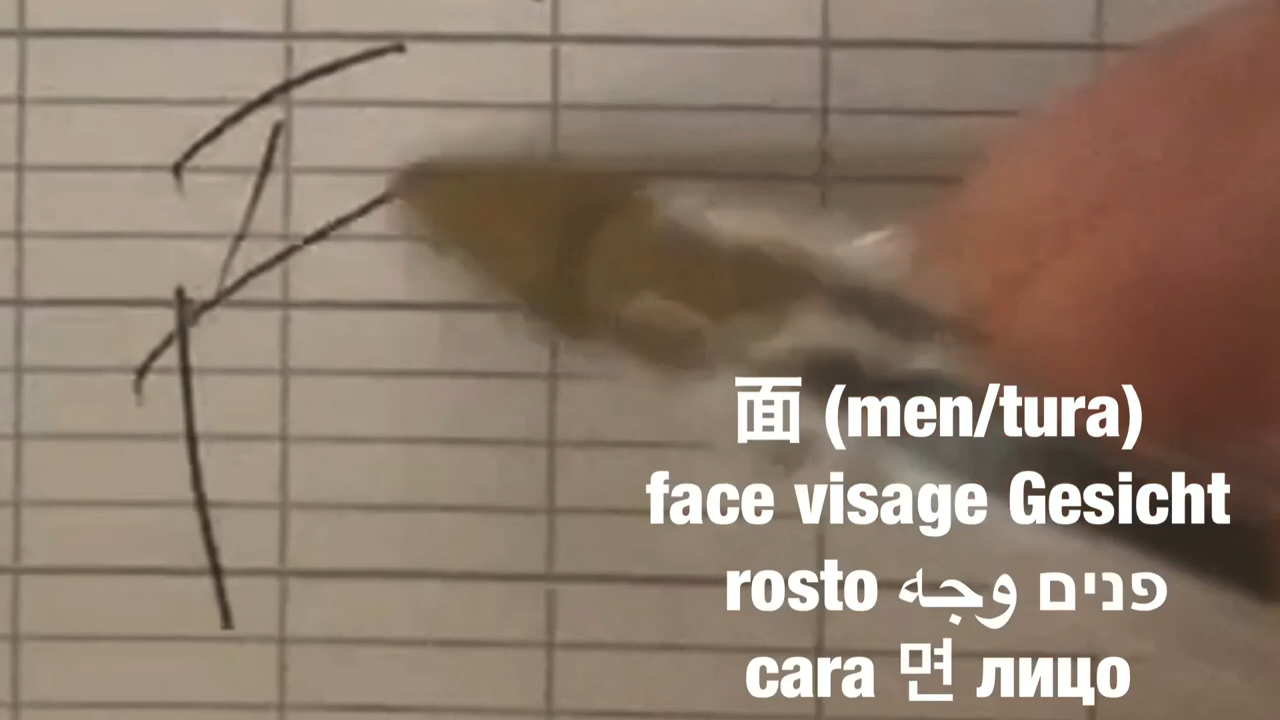 面 (men/tura)
face visage Gesicht
rosto وجه פנים
cara 면 лицо